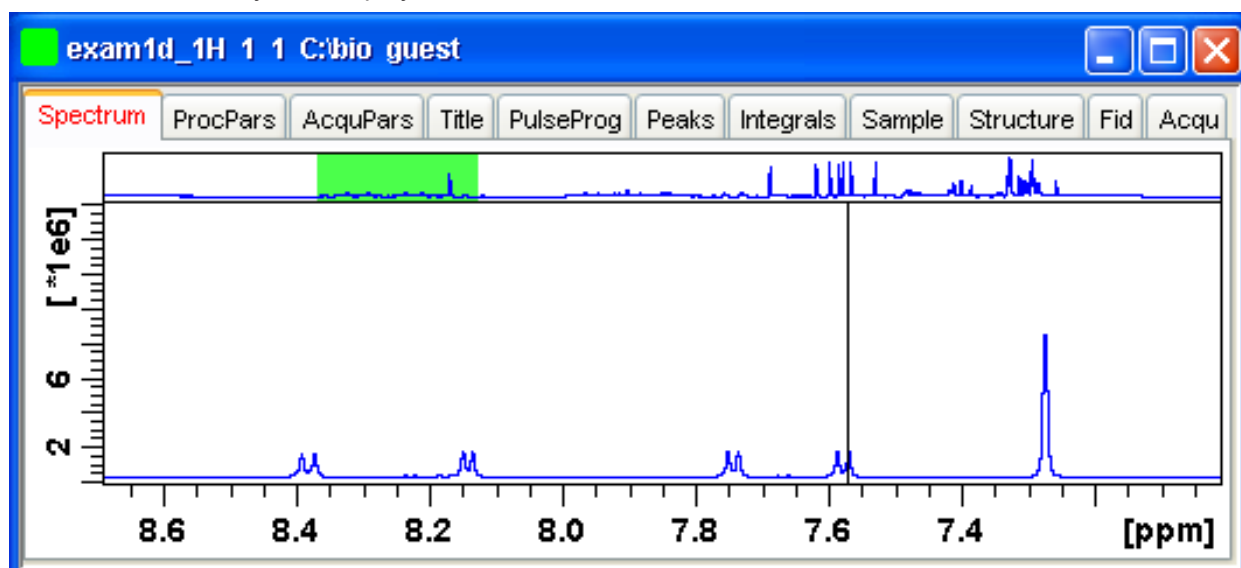 exam1d_1H 1 1 C:\bio guest
Spectrum ProcPars AcquPars Title PulseProg Peaks Integrals Sample Structure Fid Acqu
[ *1e6]
6
2
8.6 8.4 8.2 8.0 7.8 7.6 7.4 [ppm]